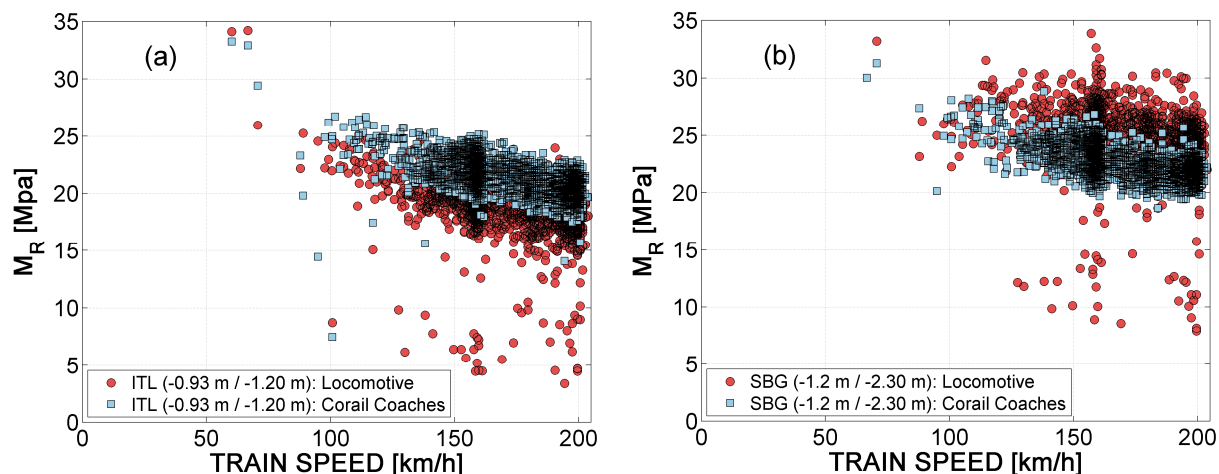 (a)
M_R [Mpa]
35
30
25
20
15
10
5
0
ITL (-0.93 m / -1.20 m): Locomotive
ITL (-0.93 m / -1.20 m): Corail Coaches
0 50 100 150 200
TRAIN SPEED [km/h]
(b)
M_R [MPa]
35
30
25
20
15
10
5
0
SBG (-1.2 m / -2.30 m): Locomotive
SBG (-1.2 m / -2.30 m): Corail Coaches
0 50 100 150 200
TRAIN SPEED [km/h]